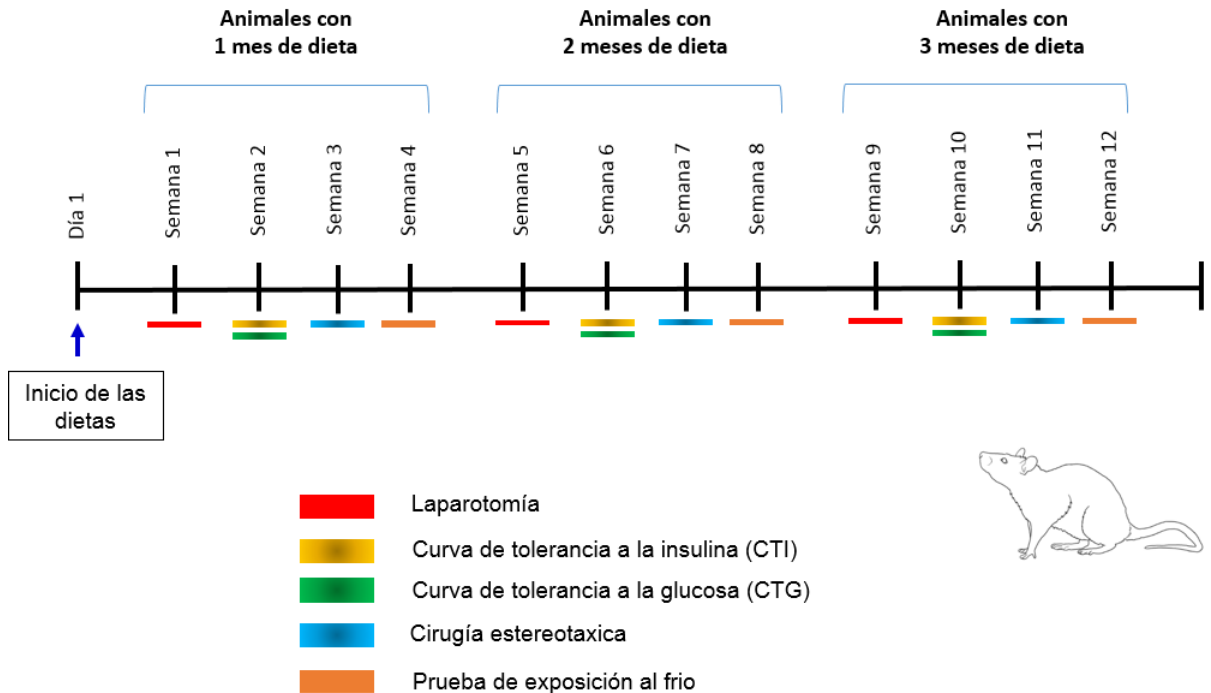 Animales con
1 mes de dieta
Animales con
2 meses de dieta
Animales con
3 meses de dieta
Día 1
Semana 1
Semana 2
Semana 3
Semana 4
Semana 5
Semana 6
Semana 7
Semana 8
Semana 9
Semana 10
Semana 11
Semana 12
Inicio de las
dietas
Laparotomía
Curva de tolerancia a la insulina (CTI)
Curva de tolerancia a la glucosa (CTG)
Cirugía estereotaxica
Prueba de exposición al frio